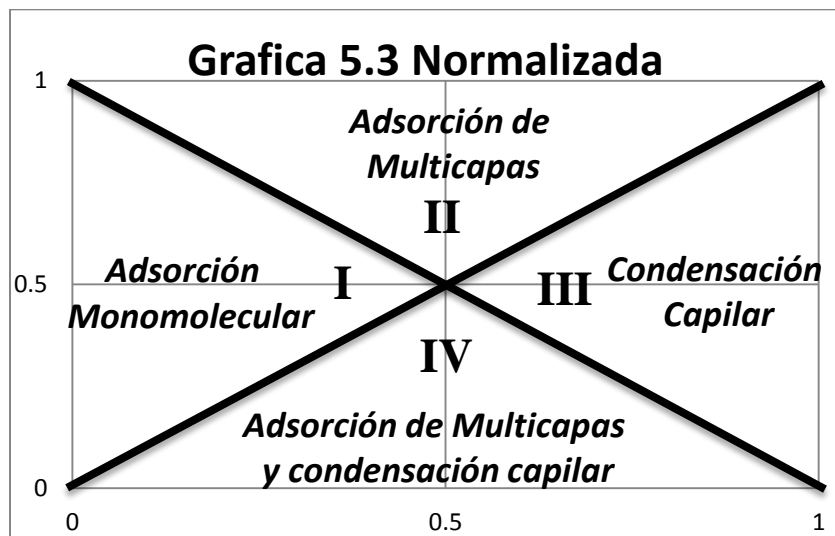 Grafica 5.3 Normalizada
1
Adsorción de
Multicapas
II
0.5
Adsorción
Monomolecular
I
III
Condensación
Capilar
IV
Adsorción de Multicapas
y condensación capilar
0
0
0.5
1